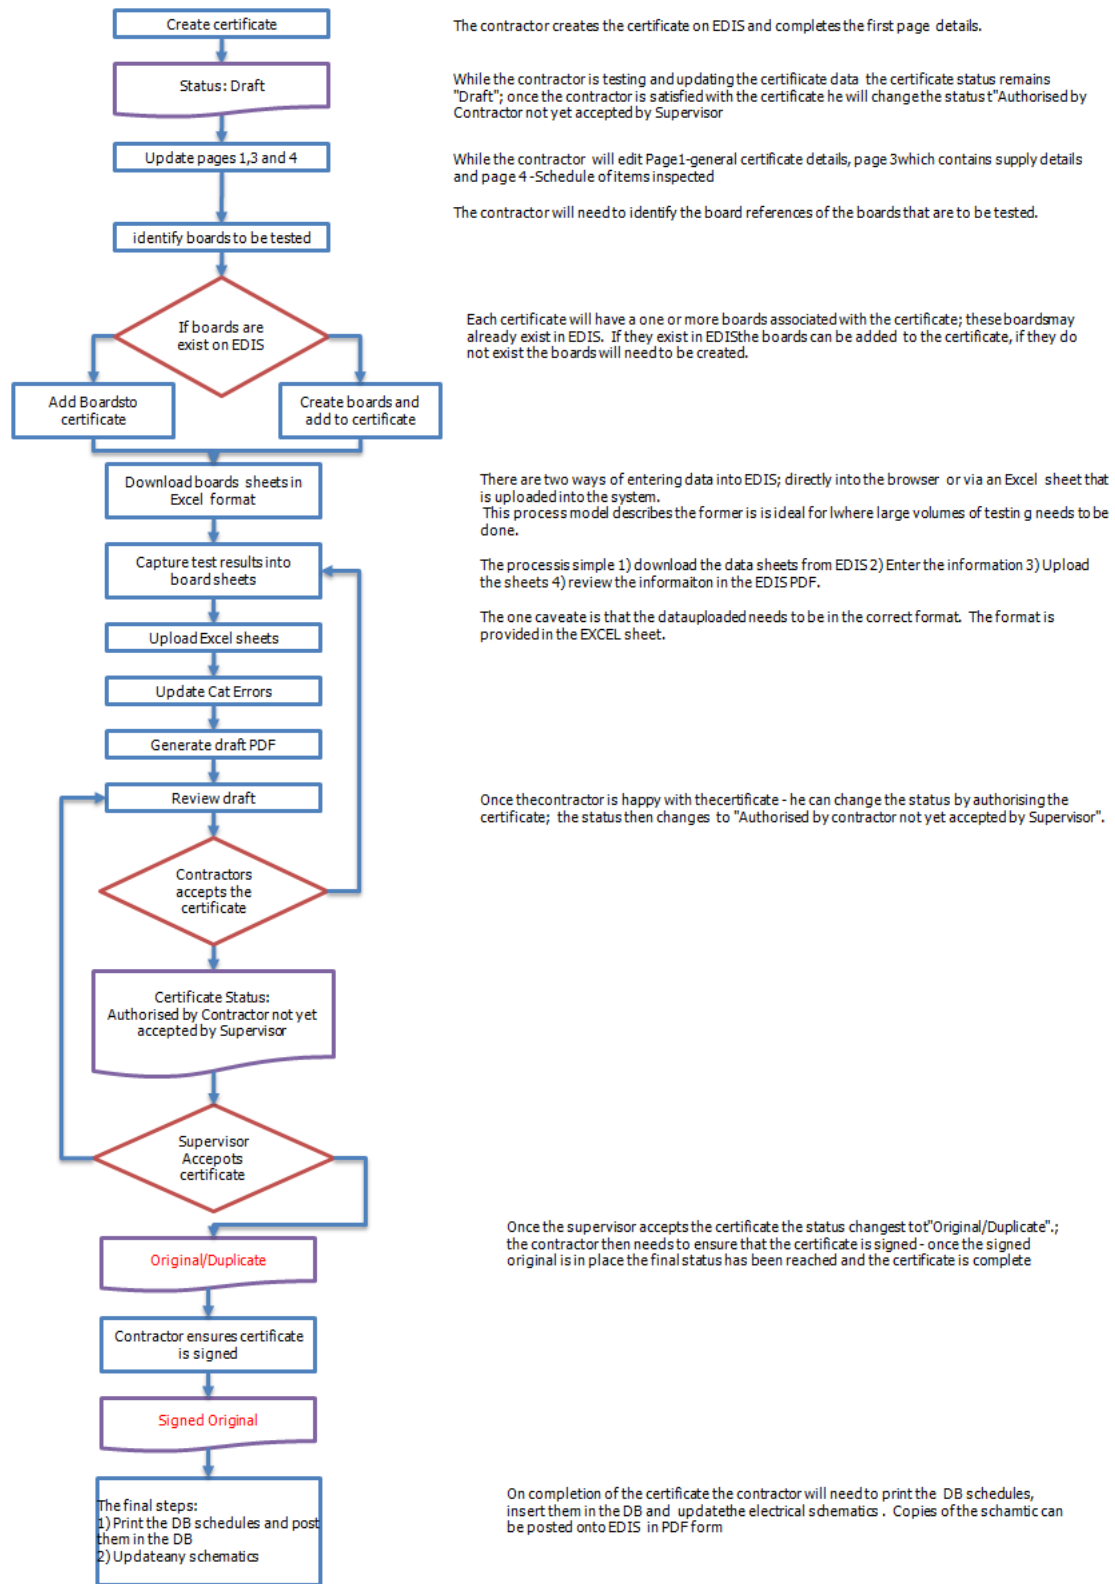 Create certificate
The contractor creates the certificate on EDIS and completes the first page details.
Status: Draft
While the contractor is testing and updating the certifiicate data the certificate status remains
"Draft"; once the contractor is satisfied with the certificate he will change the status t"Authorised by
Contractor not yet accepted by Supervisor
Update pages 1,3 and 4
While the contractor will edit Page1-general certificate details, page 3which contains supply details
and page 4 -Schedule of items inspected
The contractor will need to identify the board references of the boards that are to be tested.
identify boards to be tested
If boards are
exist on EDIS
Each certificate will have a one or more boards associated with the certificate; these boardsmay
already exist in EDIS. If they exist in EDISthe boards can be added to the certificate, if they do
not exist the boards will need to be created.
Add Boardsto
certificate
Create boards and
add to certificate
Download boards sheets in
Excel format
There are two ways of entering data into EDIS; directly into the browser or via an Excel sheet that
is uploaded into the system.
This process model describes the former is is ideal for lwhere large volumes of testin g needs to be
done.
Capture test results into
board sheets
The processis simple 1) download the data sheets from EDIS 2) Enter the information 3) Upload
the sheets 4) review the informaiton in the EDIS PDF.
The one caveate is that the datauploaded needs to be in the correct format. The format is
provided in the EXCEL sheet.
Upload Excel sheets
Update Cat Errors
Generate draft PDF
Review draft
Once thecontractor is happy with thecertificate - he can change the status by authorising the
certificate; the status then changes to "Authorised by contractor not yet accepted by Supervisor".
Contractors
accepts the
certificate
Certificate Status:
Authorised by Contractor not yet
accepted by Supervisor
Supervisor
Accepots
certificate
Once the supervisor accepts the certificate the status changest tot"Original/Duplicate".;
the contractor then needs to ensure that the certificate is signed - once the signed
original is in place the final status has been reached and the certificate is complete
Original/Duplicate
Contractor ensures certificate
is signed
Signed Original
The final steps:
1) Print the DB schedules and post
them in the DB
2) Updateany schematics
On completion of the certificate the contractor will need to print the DB schedules,
insert them in the DB and updatethe electrical schematics . Copies of the schamtic can
be posted onto EDIS in PDF form